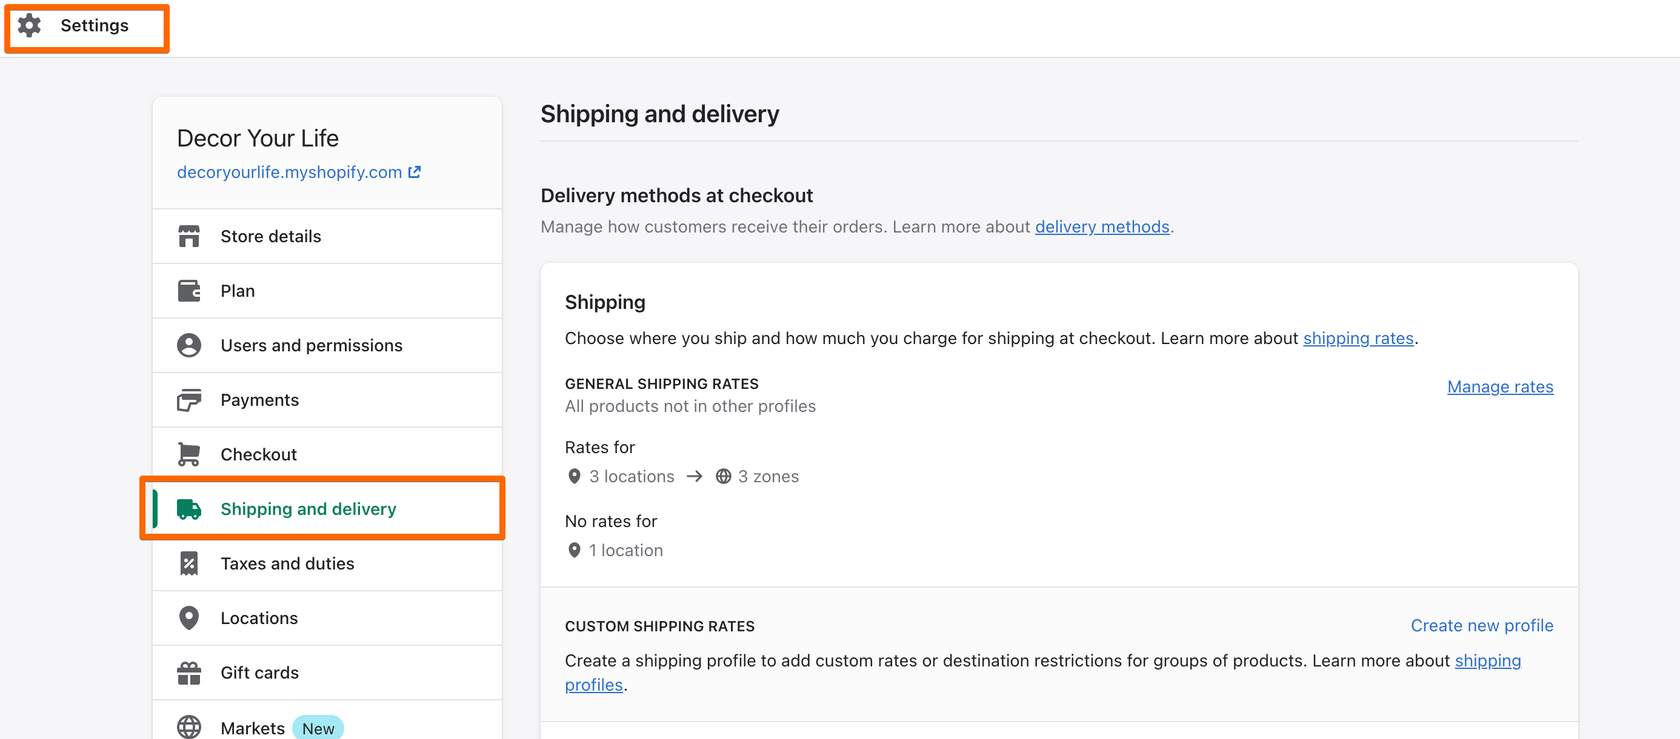 Settings
Decor Your Life
decoryourlife.myshopify.com
Store details
Plan
Users and permissions
Payments
Checkout
Shipping and delivery
Taxes and duties
Locations
Gift cards
Markets New
Shipping and delivery
Delivery methods at checkout
Manage how customers receive their orders. Learn more about delivery methods.
Shipping
Choose where you ship and how much you charge for shipping at checkout. Learn more about shipping rates.
GENERAL SHIPPING RATES
Manage rates
All products not in other profiles
Rates for
3 locations → 3 zones
No rates for
1 location
CUSTOM SHIPPING RATES
Create new profile
Create a shipping profile to add custom rates or destination restrictions for groups of products. Learn more about shipping
profiles.